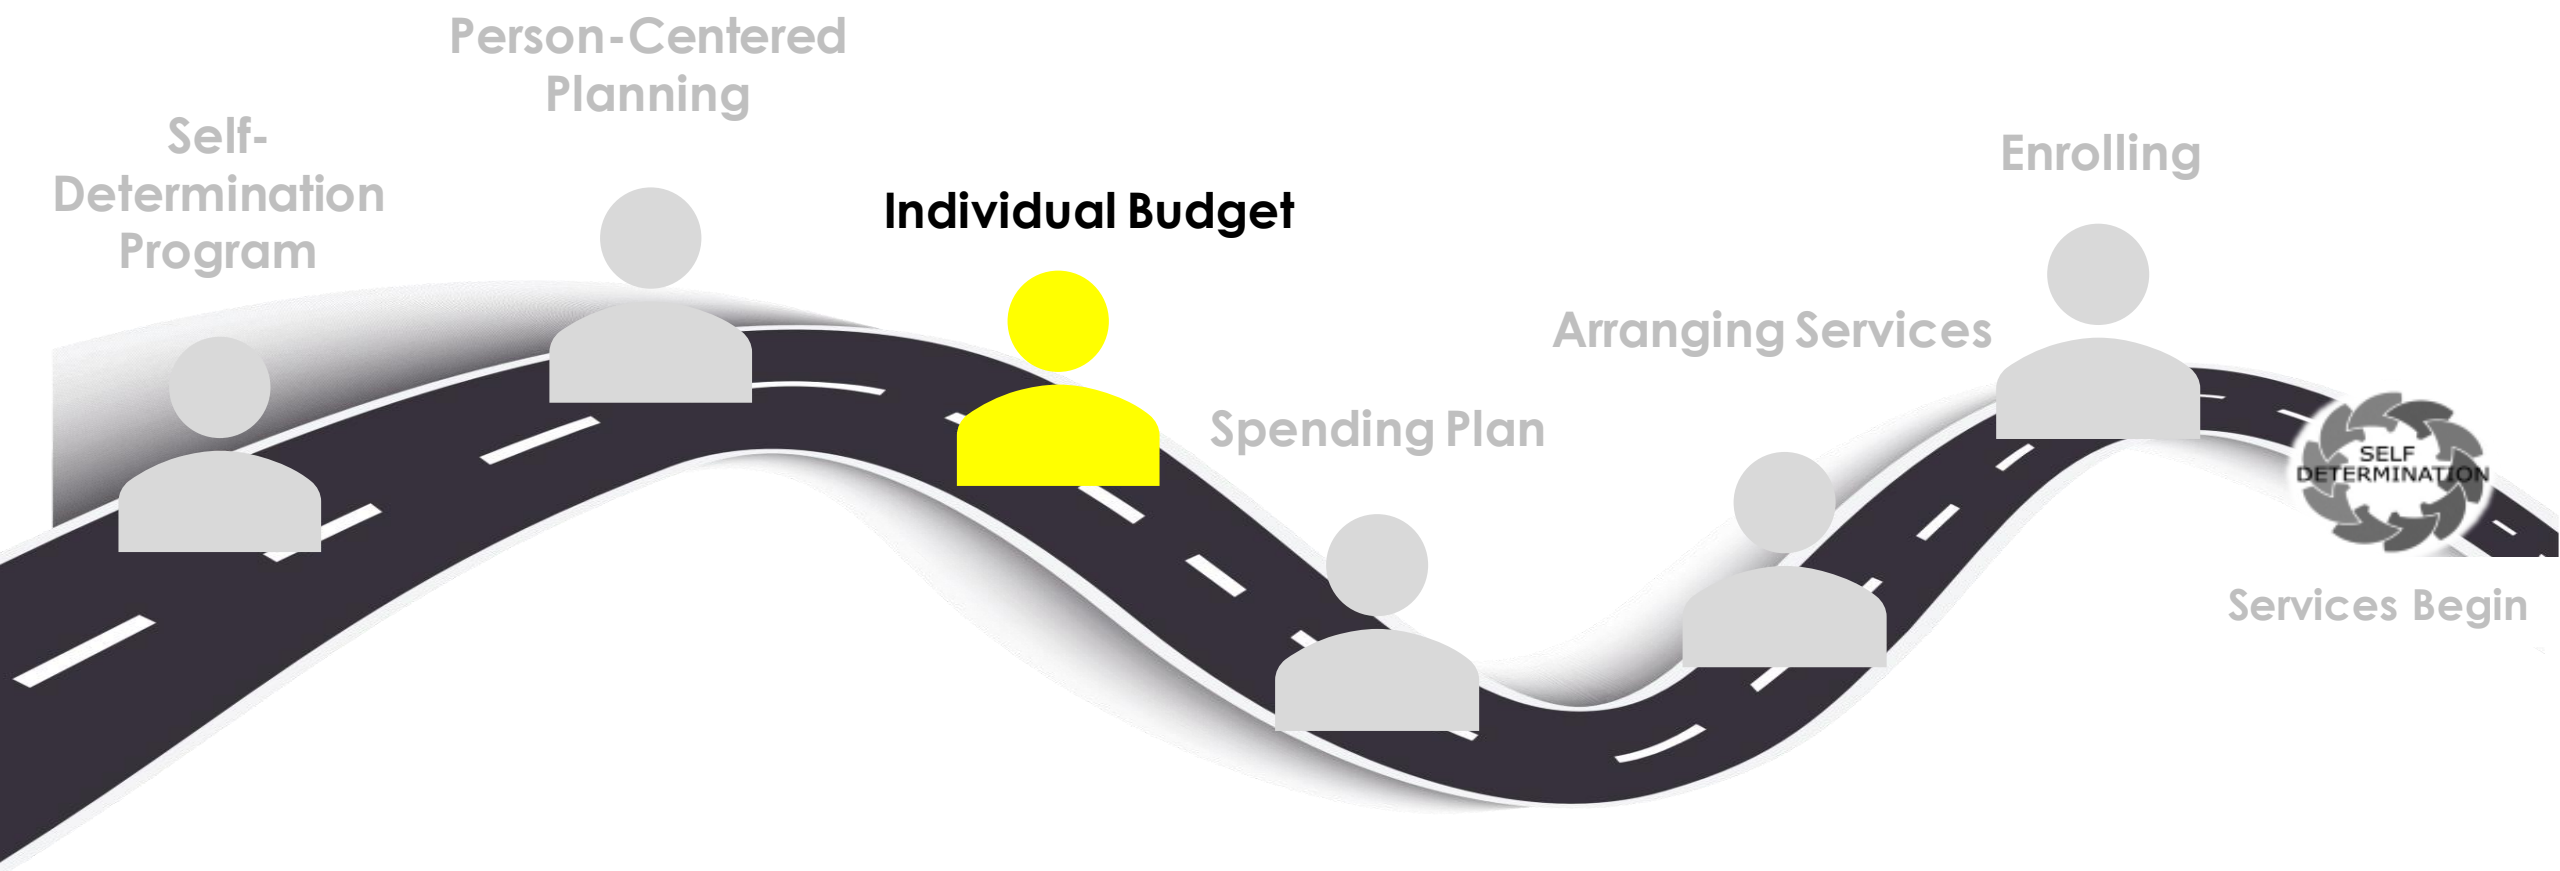 Self-
Determination
Program
Person-Centered
Planning
Individual Budget
Spending Plan
Arranging Services
Enrolling
SELF
DETERMINATION
Services Begin